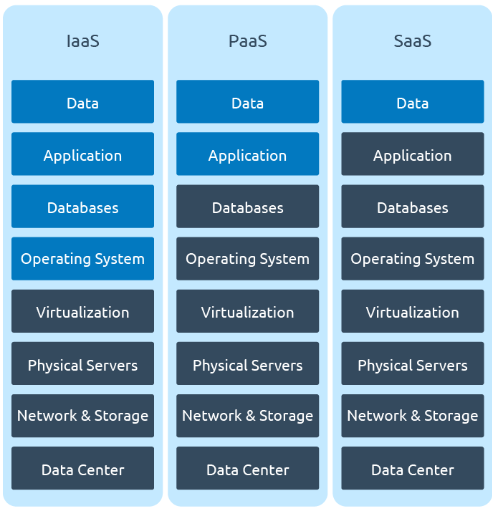 IaaS
Data
Application
Databases
Operating System
Virtualization
Physical Servers
Network & Storage
Data Center
PaaS
Data
Application
Databases
Operating System
Virtualization
Physical Servers
Network & Storage
Data Center
SaaS
Data
Application
Databases
Operating System
Virtualization
Physical Servers
Network & Storage
Data Center